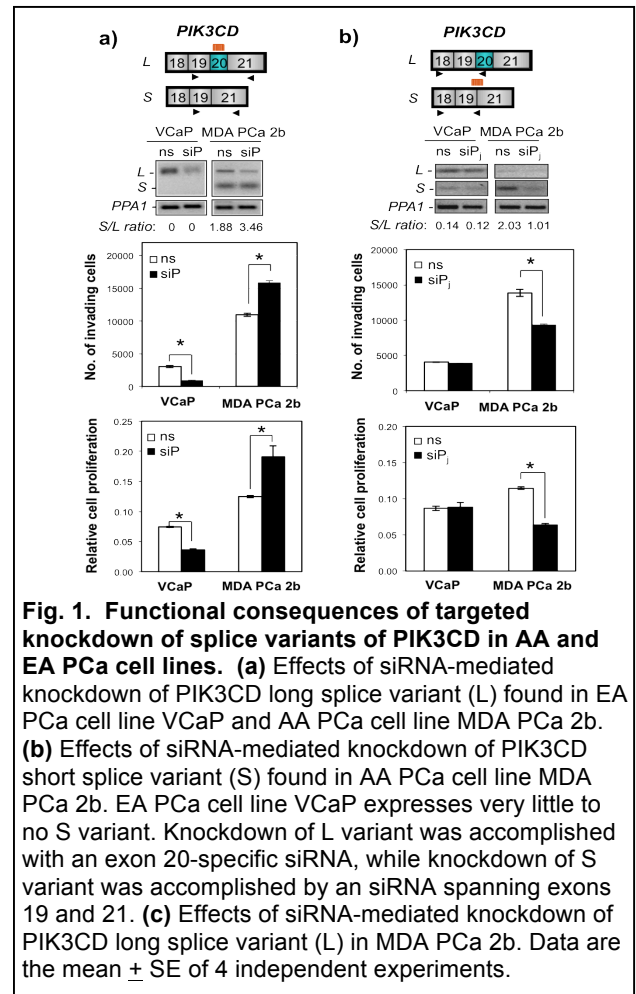 a) PIK3CD
L 18 19 20 21
S 18 19 21
VCaP MDA PCa 2b
ns siP ns siP
L -
S -
PPA1 -
S/L ratio: 0 0 1.88 3.46
20000
15000
10000
5000
0
No. of invading cells
ns
siP
*
*
VCaP MDA PCa 2b
0.25
0.20
0.15
0.10
0.05
0.00
Relative cell proliferation
ns
siP
*
*
VCaP MDA PCa 2b
b) PIK3CD
L 18 19 20 21
S 18 19 21
VCaP MDA PCa 2b
ns siPj ns siPj
L -
S -
PPA1 -
S/L ratio: 0.14 0.12 2.03 1.01
20000
15000
10000
5000
0
No. of invading cells
ns
siPj
*
VCaP MDA PCa 2b
0.20
0.15
0.10
0.05
0.00
Relative cell proliferation
ns
siPj
*
VCaP MDA PCa 2b
Fig. 1. Functional consequences of targeted
knockdown of splice variants of PIK3CD in AA and
EA PCa cell lines. (a) Effects of siRNA-mediated
knockdown of PIK3CD long splice variant (L) found in EA
PCa cell line VCaP and AA PCa cell line MDA PCa 2b.
(b) Effects of siRNA-mediated knockdown of PIK3CD
short splice variant (S) found in AA PCa cell line MDA
PCa 2b. EA PCa cell line VCaP expresses very little to
no S variant. Knockdown of L variant was accomplished
with an exon 20-specific siRNA, while knockdown of S
variant was accomplished by an siRNA spanning exons
19 and 21. (c) Effects of siRNA-mediated knockdown of
PIK3CD long splice variant (L) in MDA PCa 2b. Data are
the mean ± SE of 4 independent experiments.